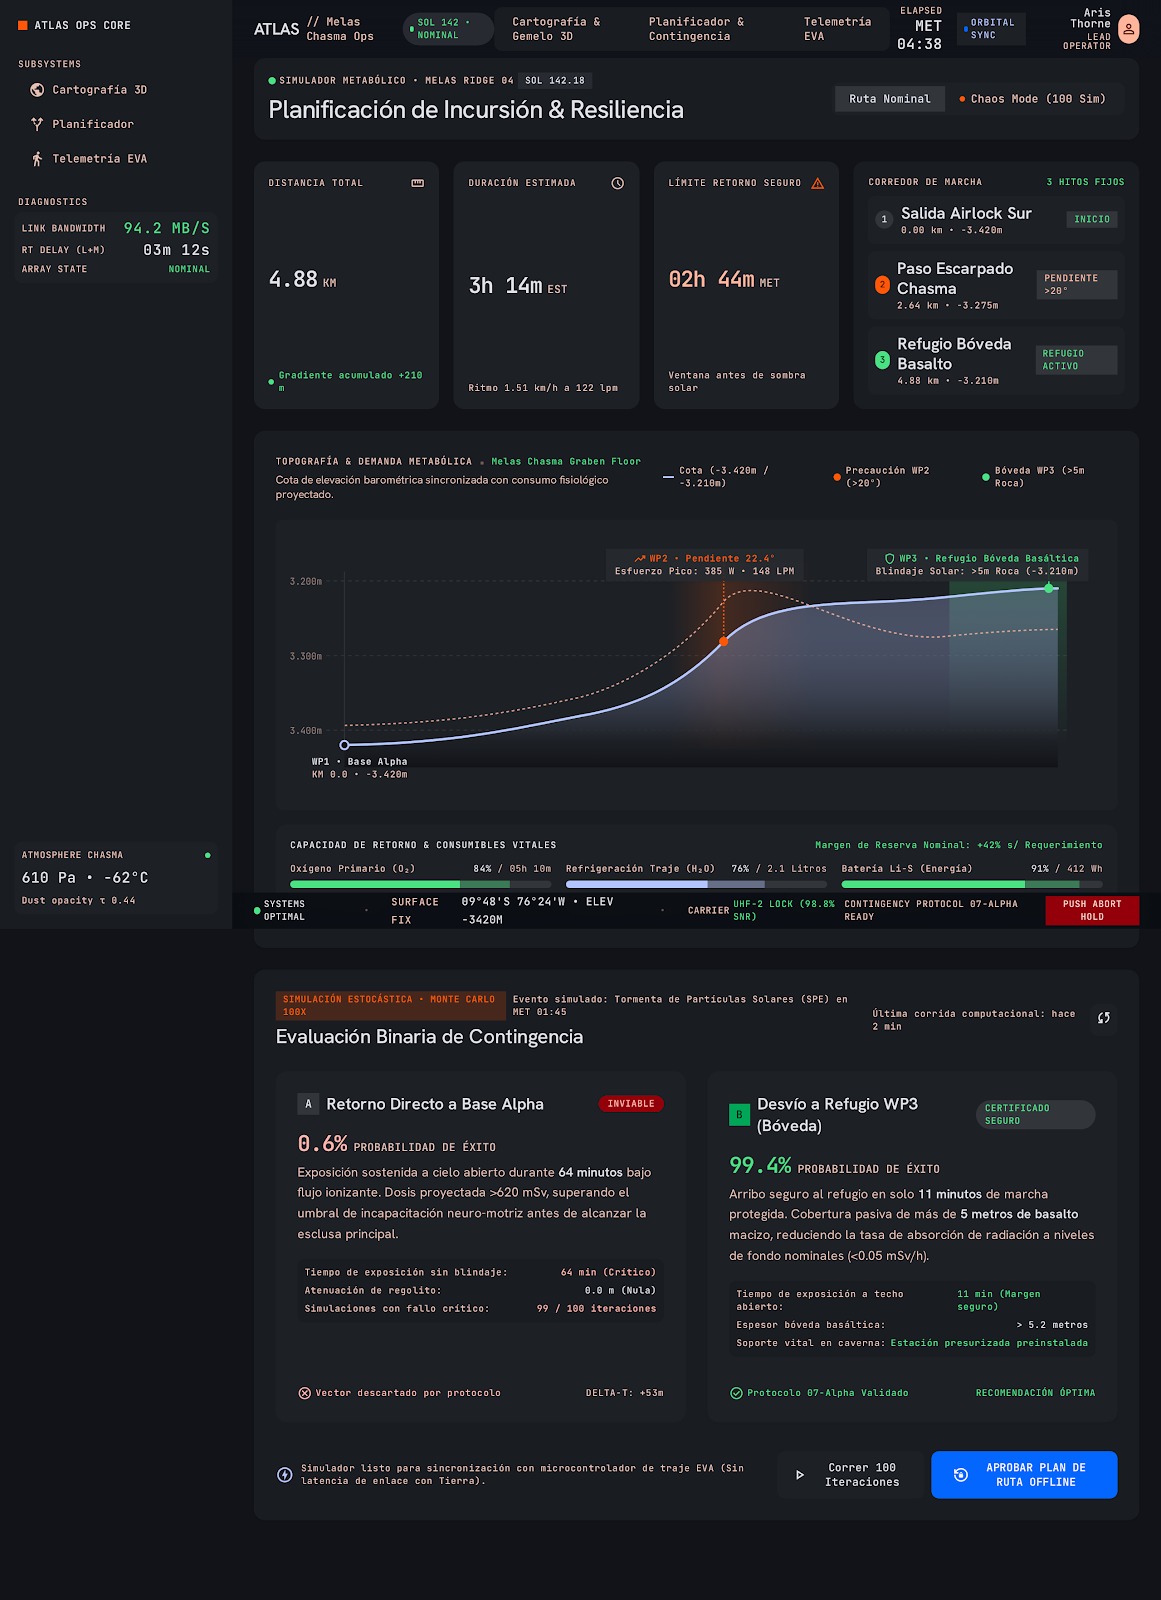 ATLAS OPS CORE
SUBSYSTEMS
Cartografía 3D
Planificador
Telemetría EVA
DIAGNOSTICS
LINK BANDWIDTH 94.2 MB/S
RT DELAY (L+M) 03m 12s
ARRAY STATE NOMINAL
ATMOSPHERE CHASMA
610 Pa • -62°C
Dust opacity τ 0.44
ATLAS
// Melas
Chasma Ops
SOL 142 •
NOMINAL
Cartografía &
Gemelo 3D
Planificador &
Contingencia
Telemetría
EVA
ELAPSED
MET
04:38
ORBITAL
SYNC
Aris
Thorne
LEAD
OPERATOR
SIMULADOR METABÓLICO • MELAS RIDGE 04 SOL 142.18
Planificación de Incursión & Resiliencia
Ruta Nominal
Chaos Mode (100 Sim)
DISTANCIA TOTAL
4.88 KM
Gradiente acumulado +210
m
DURACIÓN ESTIMADA
3h 14m EST
Ritmo 1.51 km/h a 122 lpm
LÍMITE RETORNO SEGURO
02h 44m MET
Ventana antes de sombra
solar
CORREDOR DE MARCHA 3 HITOS FIJOS
1
Salida Airlock Sur
0.00 km • -3.420m
INICIO
2
Paso Escarpado
Chasma
2.64 km • -3.275m
PENDIENTE
>20°
3
Refugio Bóveda
Basalto
4.88 km • -3.210m
REFUGIO
ACTIVO
TOPOGRAFÍA & DEMANDA METABÓLICA Melas Chasma Graben Floor
Cota de elevación barométrica sincronizada con consumo fisiológico
proyectado.
Cota (-3.420m /
-3.210m)
Precaución WP2
(>20°)
Bóveda WP3 (>5m
Roca)
WP2 • Pendiente 22.4°
Esfuerzo Pico: 385 W • 148 LPM
WP3 • Refugio Bóveda Basáltica
Blindaje Solar: >5m Roca (-3.210m)
3.200m
3.300m
3.400m
WP1 • Base Alpha
KM 0.0 • -3.420m
CAPACIDAD DE RETORNO & CONSUMIBLES VITALES
Margen de Reserva Nominal: +42% s/ Requerimiento
Oxígeno Primario (O₂) 84% / 05h 10m
Refrigeración Traje (H₂O) 76% / 2.1 Litros
Batería Li-S (Energía) 91% / 412 Wh
SYSTEMS
OPTIMAL
SURFACE
FIX
09°48'S 76°24'W • ELEV
-3420M
CARRIER
UHF-2 LOCK (98.8%
SNR)
CONTINGENCY PROTOCOL 07-ALPHA
READY
PUSH ABORT
HOLD
SIMULACIÓN ESTOCÁSTICA • MONTE CARLO
100X
Evento simulado: Tormenta de Partículas Solares (SPE) en
MET 01:45
Evaluación Binaria de Contingencia
Última corrida computacional: hace
2 min
A
Retorno Directo a Base Alpha
INVIABLE
0.6% PROBABILIDAD DE ÉXITO
Exposición sostenida a cielo abierto durante 64 minutos bajo
flujo ionizante. Dosis proyectada >620 mSv, superando el
umbral de incapacitación neuro-motriz antes de alcanzar la
esclusa principal.
Tiempo de exposición sin blindaje: 64 min (Crítico)
Atenuación de regolito: 0.0 m (Nula)
Simulaciones con fallo crítico: 99 / 100 iteraciones
Vector descartado por protocolo DELTA-T: +53m
B
Desvío a Refugio WP3
(Bóveda)
CERTIFICADO
SEGURO
99.4% PROBABILIDAD DE ÉXITO
Arribo seguro al refugio en solo 11 minutos de marcha
protegida. Cobertura pasiva de más de 5 metros de basalto
macizo, reduciendo la tasa de absorción de radiación a niveles
de fondo nominales (<0.05 mSv/h).
Tiempo de exposición a techo
abierto:
11 min (Margen
seguro)
Espesor bóveda basáltica: > 5.2 metros
Soporte vital en caverna: Estación presurizada preinstalada
Protocolo 07-Alpha Validado RECOMENDACIÓN ÓPTIMA
Simulador listo para sincronización con microcontrolador de traje EVA (Sin
latencia de enlace con Tierra).
Correr 100
Iteraciones
APROBAR PLAN DE
RUTA OFFLINE